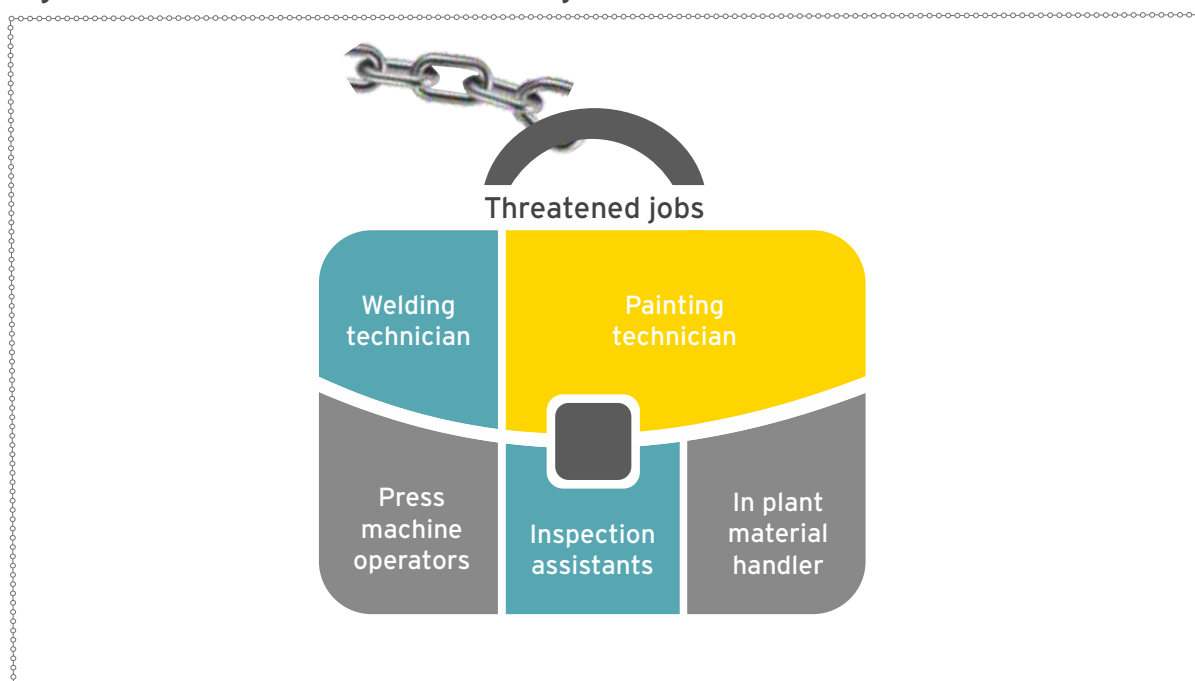 Threatened jobs
Welding
technician
Painting
technician
Press
machine
operators
Inspection
assistants
In plant
material
handler